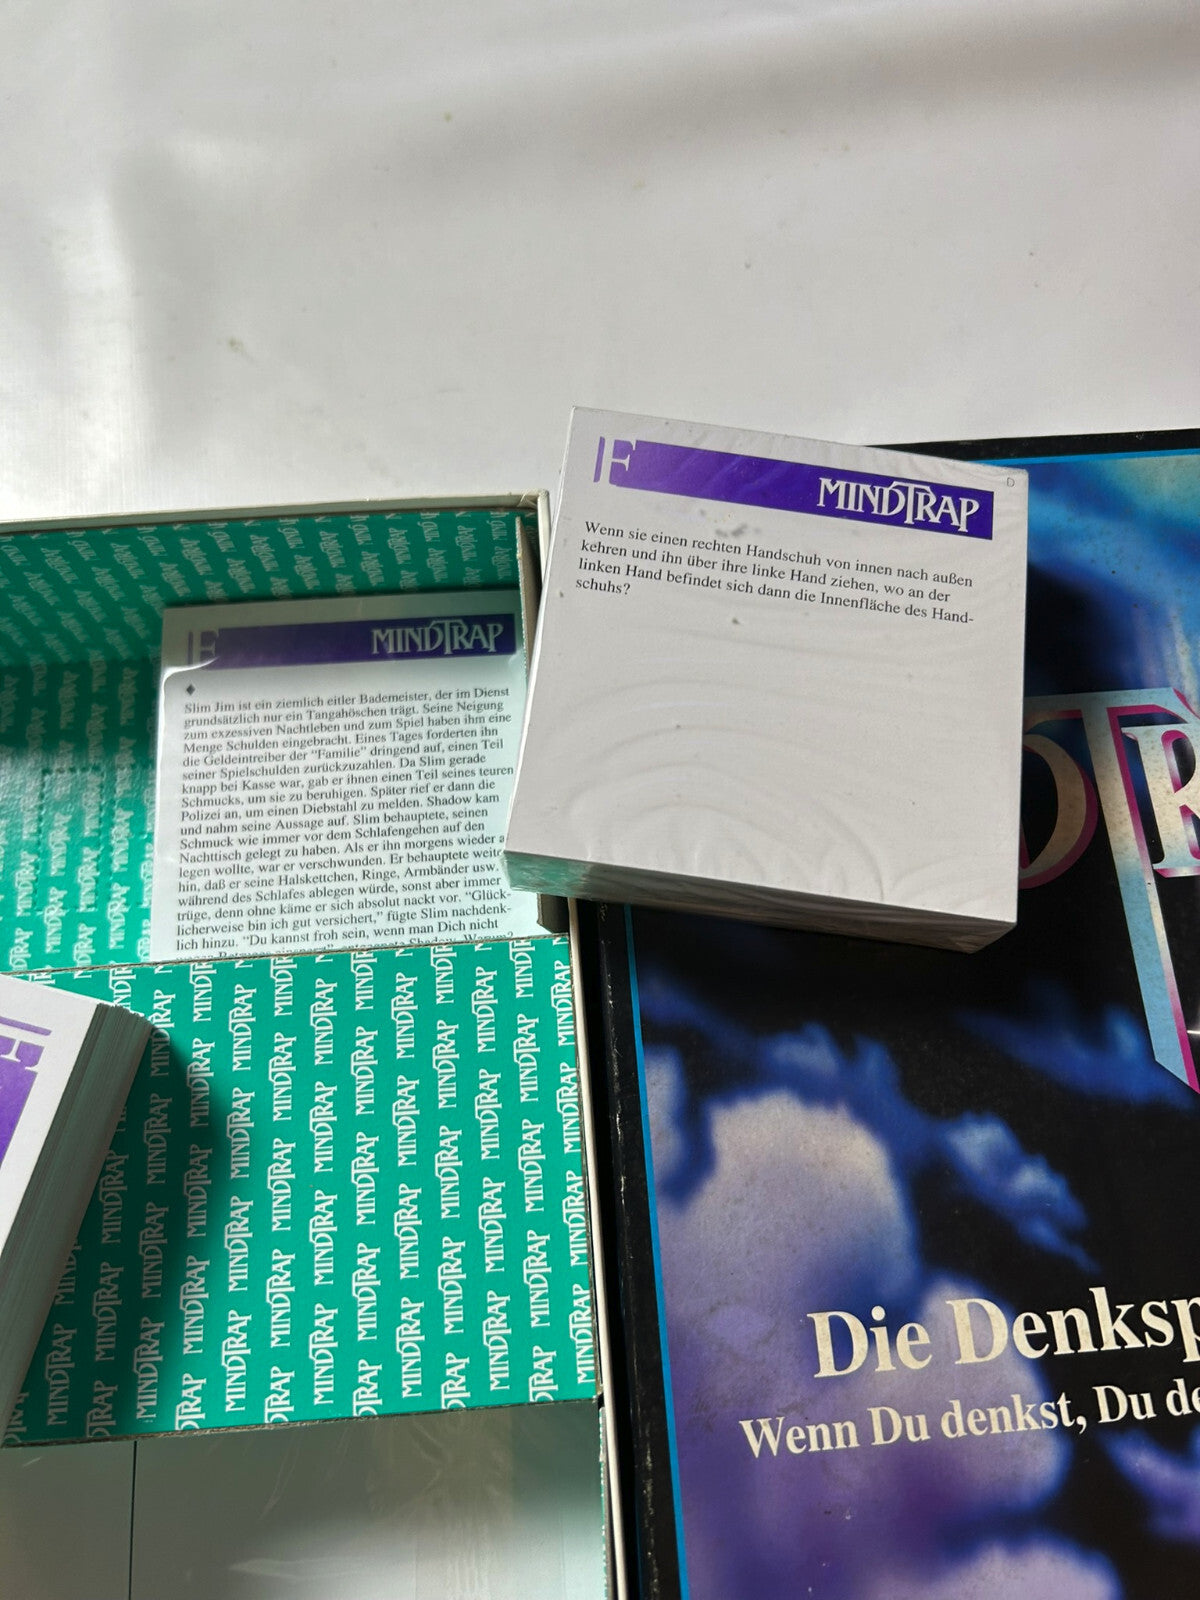 F
MINDTRAP
D
Wenn sie einen rechten Handschuh von innen nach außen
kehren und ihn über ihre linke Hand ziehen, wo an der
linken Hand befindet sich dann die Innenfläche des Hand-
schuhs?
F
MINDTRAP
Slim Jim ist ein ziemlich eitler Bademeister, der im Dienst
grundsätzlich nur ein Tangahöschen trägt. Seine Neigung
zum exzessiven Nachtleben und zum Spiel haben ihm eine
Menge Schulden eingebracht. Eines Tages forderten ihn
die Geldeintreiber der "Familie" dringend auf, einen Teil
seiner Spielschulden zurückzuzahlen. Da Slim gerade
knapp bei Kasse war, gab er ihnen einen Teil seines teuren
Schmucks, um sie zu beruhigen. Später rief er dann die
Polizei an, um einen Diebstahl zu melden. Shadow kam
und nahm seine Aussage auf. Slim behauptete, seinen
Schmuck wie immer vor dem Schlafengehen auf den
Nachttisch gelegt zu haben. Als er ihn morgens wieder a
legen wollte, war er verschwunden. Er behauptete weite
hin, daß er seine Halskettchen, Ringe, Armbänder usw.
während des Schlafes ablegen würde, sonst aber immer
trüge, denn ohne käme er sich absolut nackt vor. "Glück-
licherweise bin ich gut versichert," fügte Slim nachdenk-
lich hinzu. "Du kannst froh sein, wenn man Dich nicht
F
Die Denksp
Wenn Du denkst, Du de
MINDTRAP MINDTRAP MINDTRAP MINDTRAP